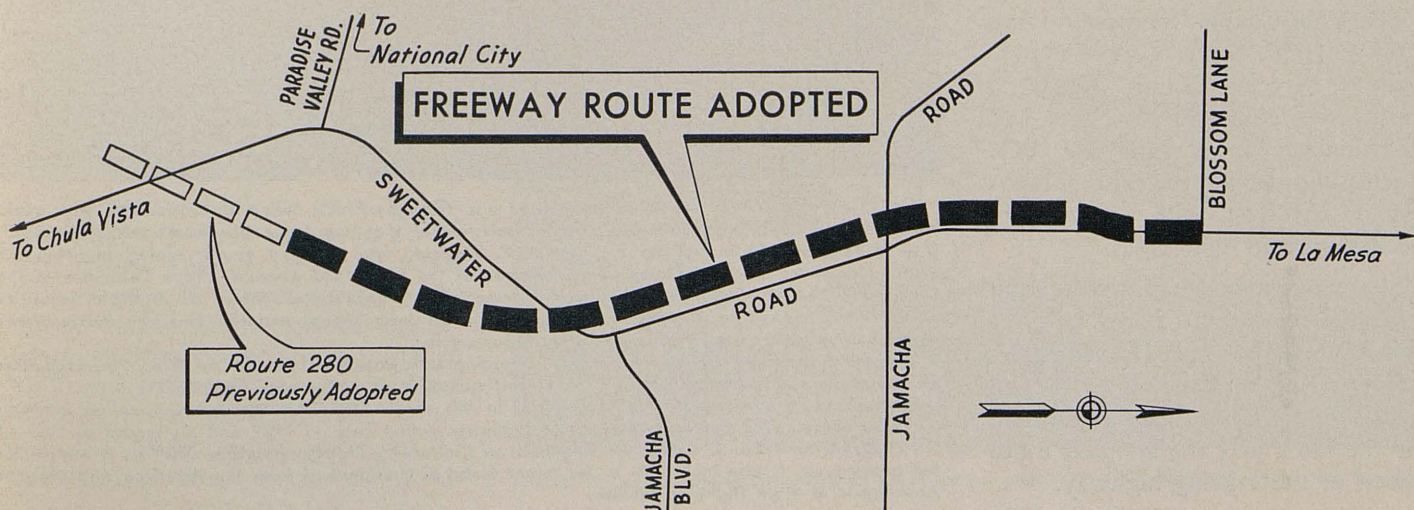 To
National City
PARADISE
VALLEY RD.
FREEWAY ROUTE ADOPTED
ROAD
BLOSSOM LANE
To Chula Vista
SWEETWATER
To La Mesa
ROAD
Route 280
Previously Adopted
JAMACHA
JAMACHA
BLVD.